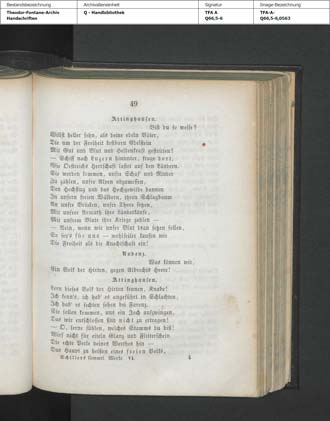 Bestandsbezeichnung
Archivalieneinheit
Signatur
Image-Bezeichnung
Theodor-Fontane-Archiv
Q - Handbibliothek
TFA A
TFA-A-
Handschriften
Q66,5-6
Q66,5-6,0563
49
Attinghausen.
Bist du so weise?
Willst heller sehn, als deine edeln Väter,
Die um der Freiheit kostbarn Edelstein
Mit Gut und Blut und Heldenkraft gestritten?
— Schiff nach Luzern hinunter, frage dort,
Wie Oestreichs Herrschaft lastet auf den Ländern!
Sie werden kommen, unsre Schaf' und Rinder
Zu zählen, unsre Alpen abzumessen,
Den Hochflug und das Hochgewilde bannen
In unsern freien Wäldern, ihren Schlagbaum
An unsre Brücken, unsre Thore setzen,
Mit unsrer Armuth ihre Länderkäufe,
Mit unserm Blute ihre Kriege zahlen —
— Nein, wenn wir unser Blut dran setzen sollen,
So sey's für uns — wohlfeiler kaufen wir
Die Freiheit als die Knechtschaft ein!
Rudenz.
Was können wir,
Ein Volk der Hirten, gegen Albrechts Heere!
Attinghausen.
Lern dieses Volk der Hirten kennen, Knabe!
Ich kenn's, ich hab' es angeführt in Schlachten,
Ich hab' es fechten sehen bei Favenz.
Sie sollen kommen, uns ein Joch aufzwingen,
Das wir entschlossen sind nicht zu ertragen!
— O, lerne fühlen, welches Stamms du bist!
Wirf nicht für eiteln Glanz und Flitterschein
Die echte Perle deines Werthes hin —
Das Haupt zu heißen eines freien Volks,
Schillers sämmtl. Werke. VI.
4